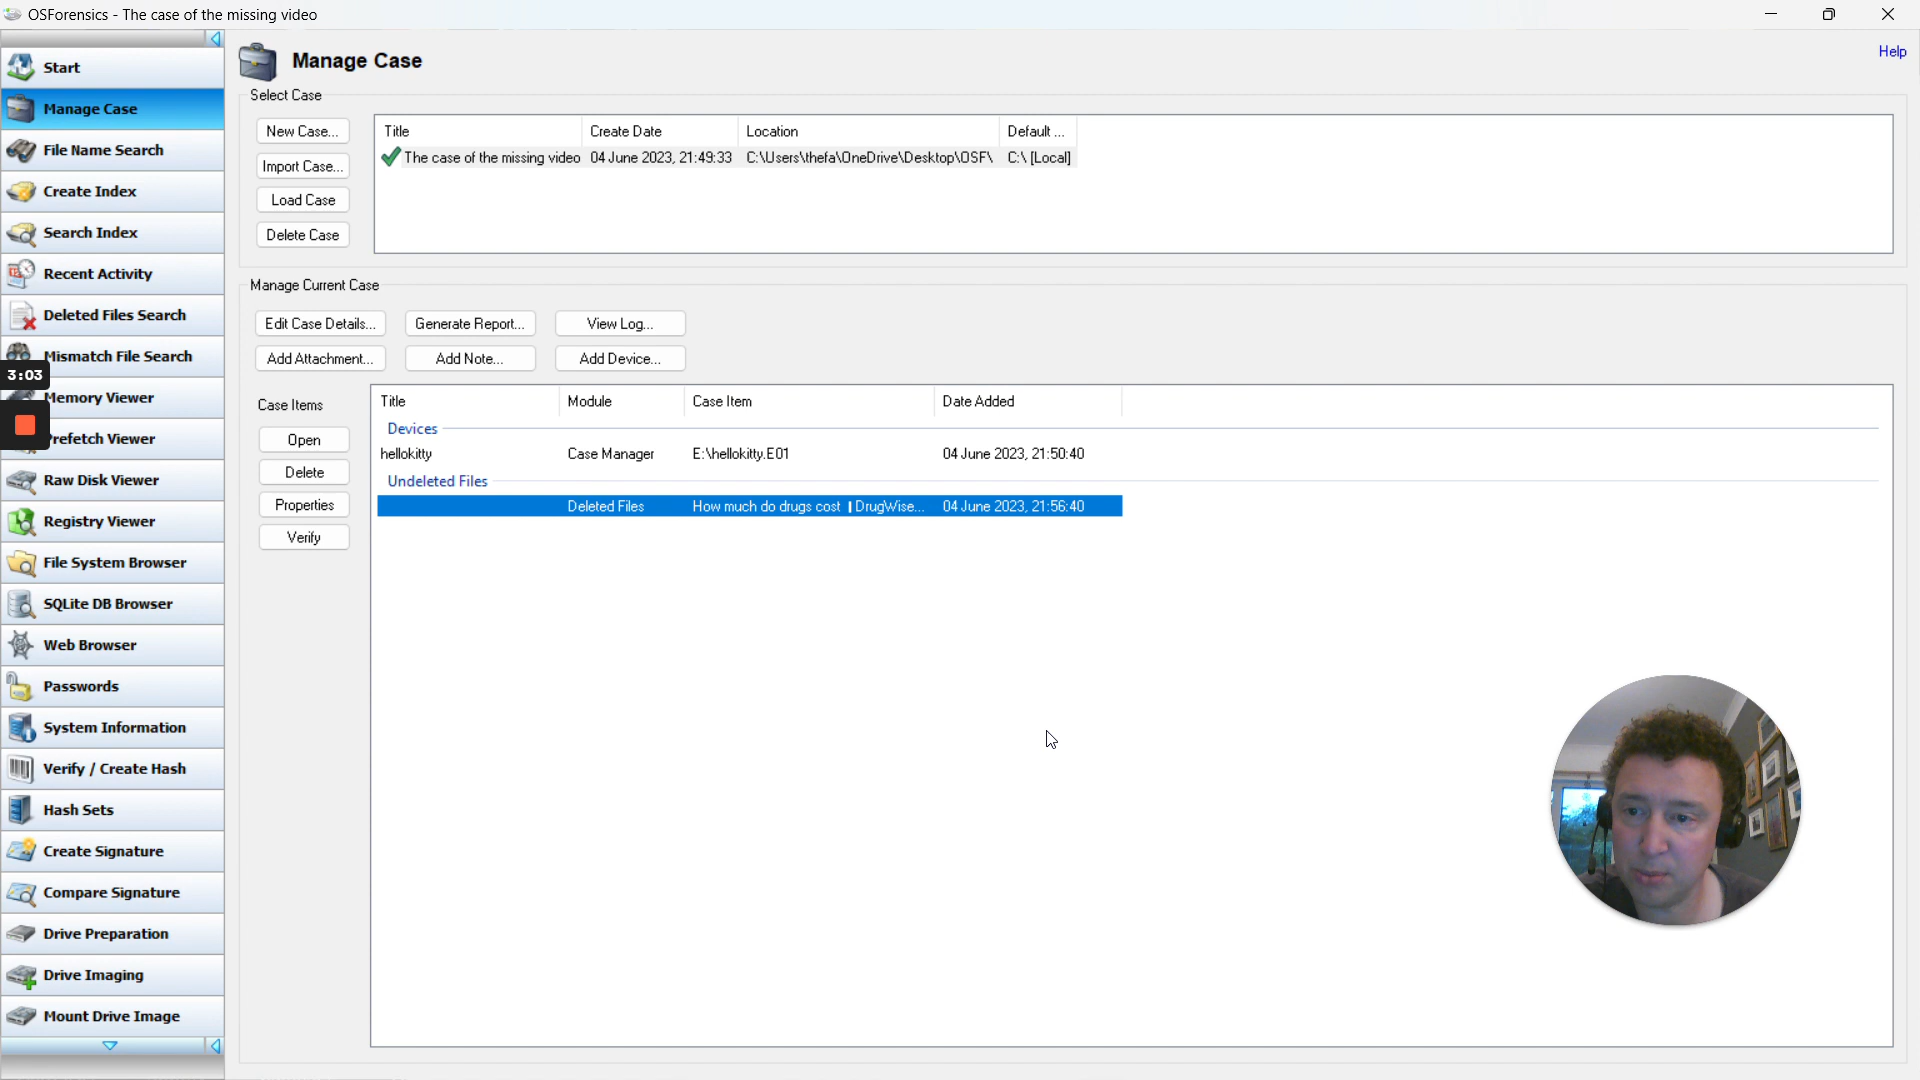 OSForensics - The case of the missing video
Start
Manage Case
File Name Search
Create Index
Search Index
Recent Activity
Deleted Files Search
Mismatch File Search
3:03
Memory Viewer
Prefetch Viewer
Raw Disk Viewer
Registry Viewer
File System Browser
SQLite DB Browser
Web Browser
Passwords
System Information
Verify / Create Hash
Hash Sets
Create Signature
Compare Signature
Drive Preparation
Drive Imaging
Mount Drive Image
Manage Case
Help
Select Case
New Case...
Import Case...
Load Case
Delete Case
Title Create Date Location Default ...
The case of the missing video 04 June 2023, 21:49:33 C:\Users\thefa\OneDrive\Desktop\OSF\ C:\ [Local]
Manage Current Case
Edit Case Details... Generate Report... View Log...
Add Attachment... Add Note... Add Device...
Case Items
Open
Delete
Properties
Verify
Title Module Case Item Date Added
Devices
hellokitty Case Manager E:\hellokitty.E01 04 June 2023, 21:50:40
Undeleted Files
Deleted Files How much do drugs cost | DrugWise... 04 June 2023, 21:56:40